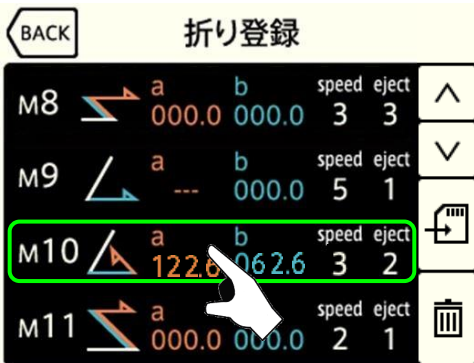 BACK 折り登録
M8 a 000.0 b 000.0 speed 3 eject 3
M9 a --- b 000.0 speed 5 eject 1
M10 a 122.6 b 062.6 speed 3 eject 2
M11 a 000.0 b 000.0 speed 2 eject 1